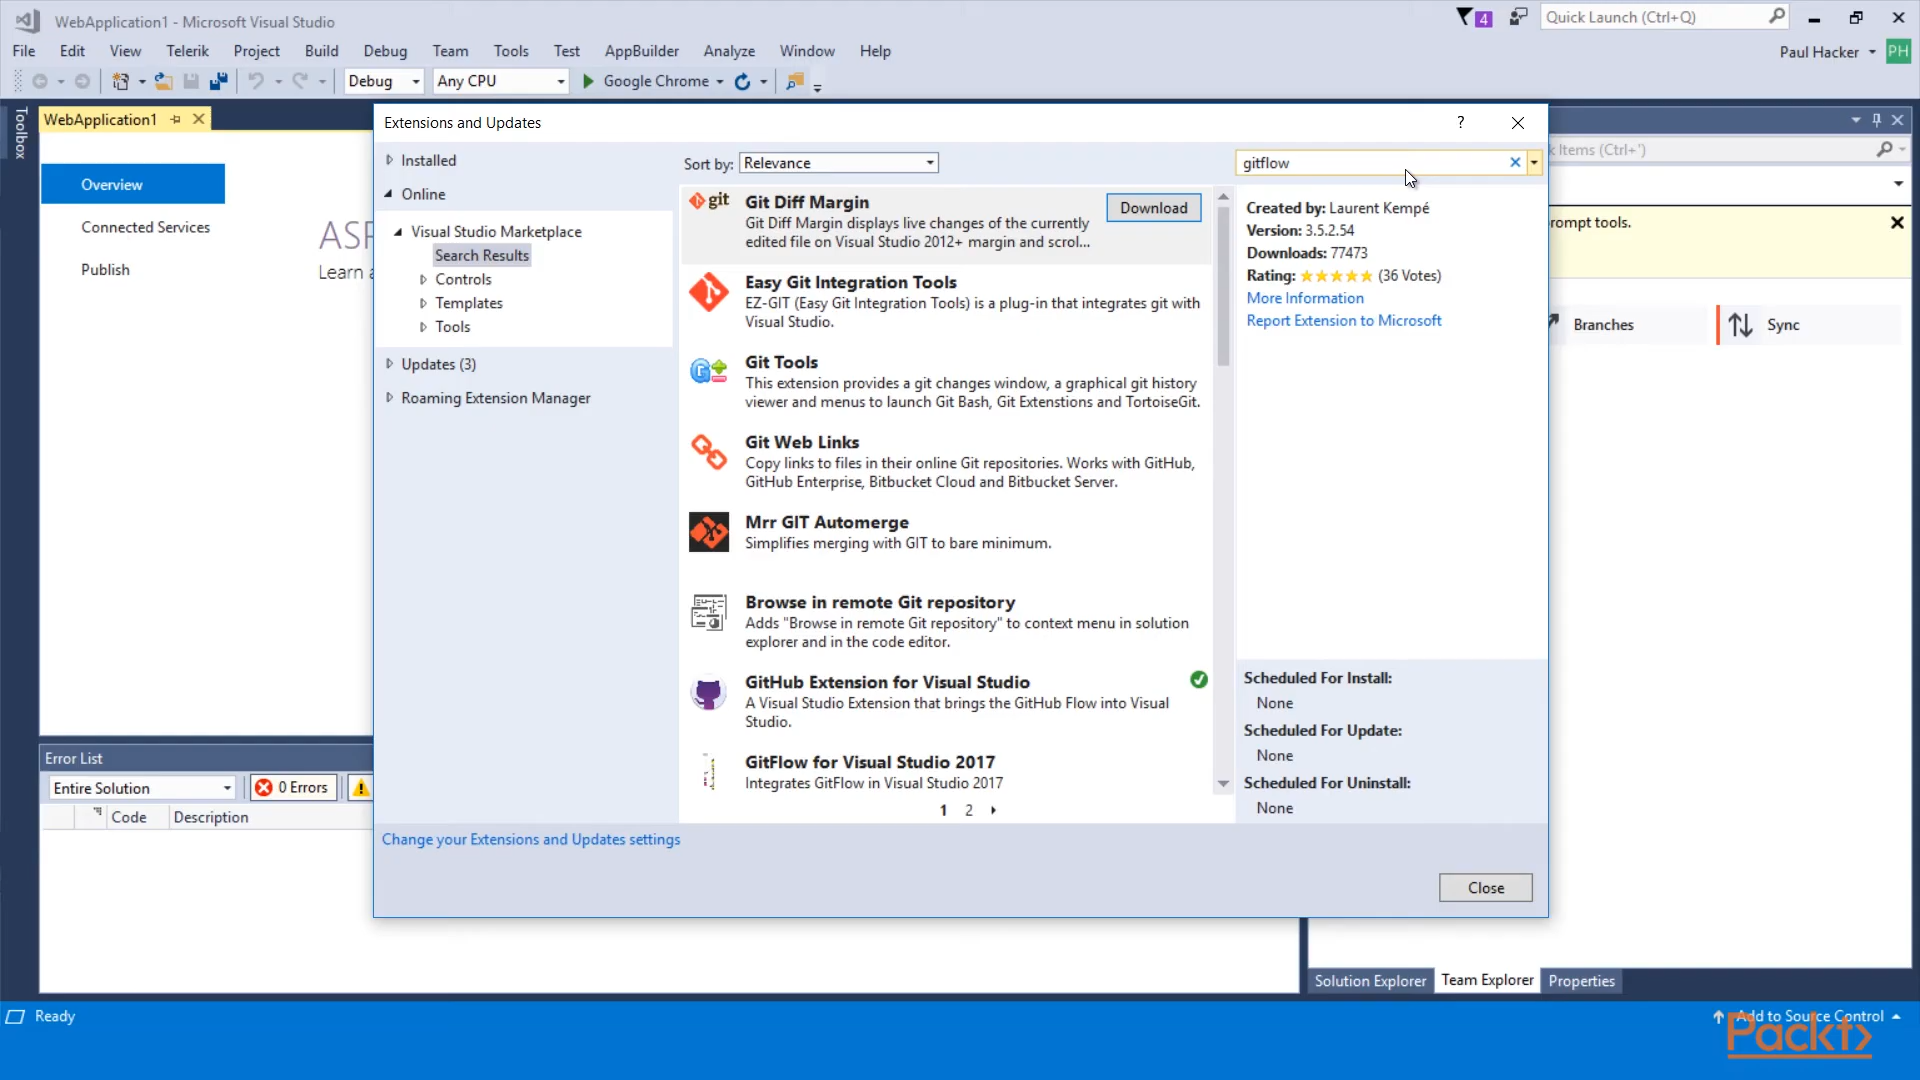 WebApplication1 - Microsoft Visual Studio
4
Quick Launch (Ctrl+Q)
File Edit View Telerik Project Build Debug Team Tools Test AppBuilder Analyze Window Help
Paul Hacker PH
Debug Any CPU Google Chrome
Toolbox
WebApplication1
Overview
Connected Services
Publish
ASP
Learn a
Extensions and Updates
?
Installed
Online
Visual Studio Marketplace
Search Results
Controls
Templates
Tools
Updates (3)
Roaming Extension Manager
Sort by: Relevance
git Git Diff Margin
Git Diff Margin displays live changes of the currently
edited file on Visual Studio 2012+ margin and scrol...
Download
Easy Git Integration Tools
EZ-GIT (Easy Git Integration Tools) is a plug-in that integrates git with
Visual Studio.
Git Tools
This extension provides a git changes window, a graphical git history
viewer and menus to launch Git Bash, Git Extenstions and TortoiseGit.
Git Web Links
Copy links to files in their online Git repositories. Works with GitHub,
GitHub Enterprise, Bitbucket Cloud and Bitbucket Server.
Mrr GIT Automerge
Simplifies merging with GIT to bare minimum.
Browse in remote Git repository
Adds "Browse in remote Git repository" to context menu in solution
explorer and in the code editor.
GitHub Extension for Visual Studio
A Visual Studio Extension that brings the GitHub Flow into Visual
Studio.
GitFlow for Visual Studio 2017
Integrates GitFlow in Visual Studio 2017
1 2
gitflow
Created by: Laurent Kempé
Version: 3.5.2.54
Downloads: 77473
Rating: (36 Votes)
More Information
Report Extension to Microsoft
Scheduled For Install:
None
Scheduled For Update:
None
Scheduled For Uninstall:
None
Change your Extensions and Updates settings
Close
k Items (Ctrl+')
rompt tools.
Branches
Sync
Error List
Entire Solution
0 Errors
Code Description
Solution Explorer Team Explorer Properties
Ready
Add to Source Control
Packt